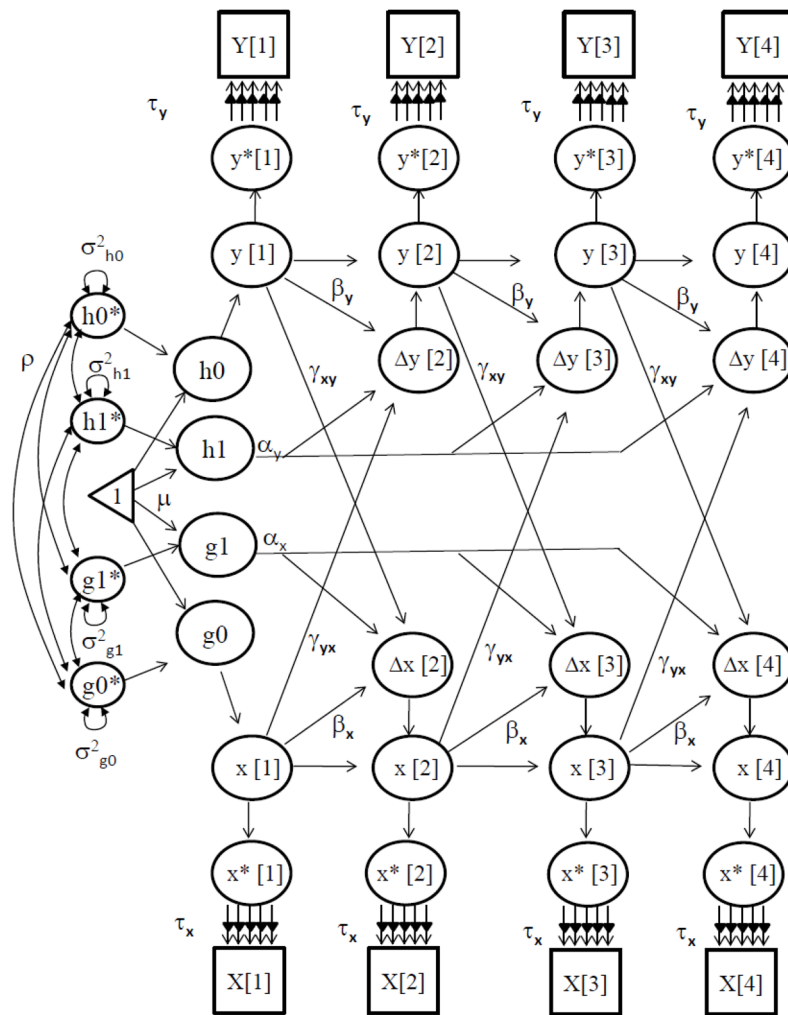 Y[1] Y[2] Y[3] Y[4]
τy τy τy τy
y*[1] y*[2] y*[3] y*[4]
y [1] y [2] y [3] y [4]
σ²h0
βy βy βy
h0*
ρ
h0 Δy [2] Δy [3] Δy [4]
σ²h1
γxy γxy γxy
h1*
h1 αy
1 μ
g1 αx
g1*
g0
σ²g1
γyx γyx γyx
Δx [2] Δx [3] Δx [4]
g0*
βx βx βx
σ²g0
x [1] x [2] x [3] x [4]
x* [1] x* [2] x* [3] x* [4]
τx τx τx τx
X[1] X[2] X[3] X[4]